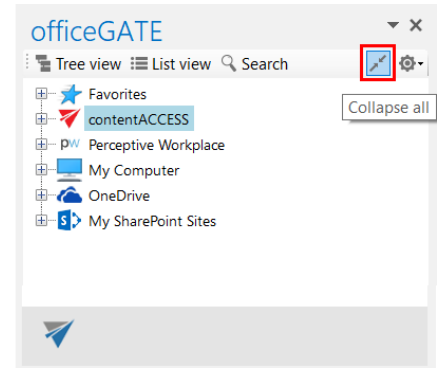 officeGATE
Tree view List view Search
Favorites
Collapse all
contentACCESS
pw Perceptive Workplace
My Computer
OneDrive
S My SharePoint Sites